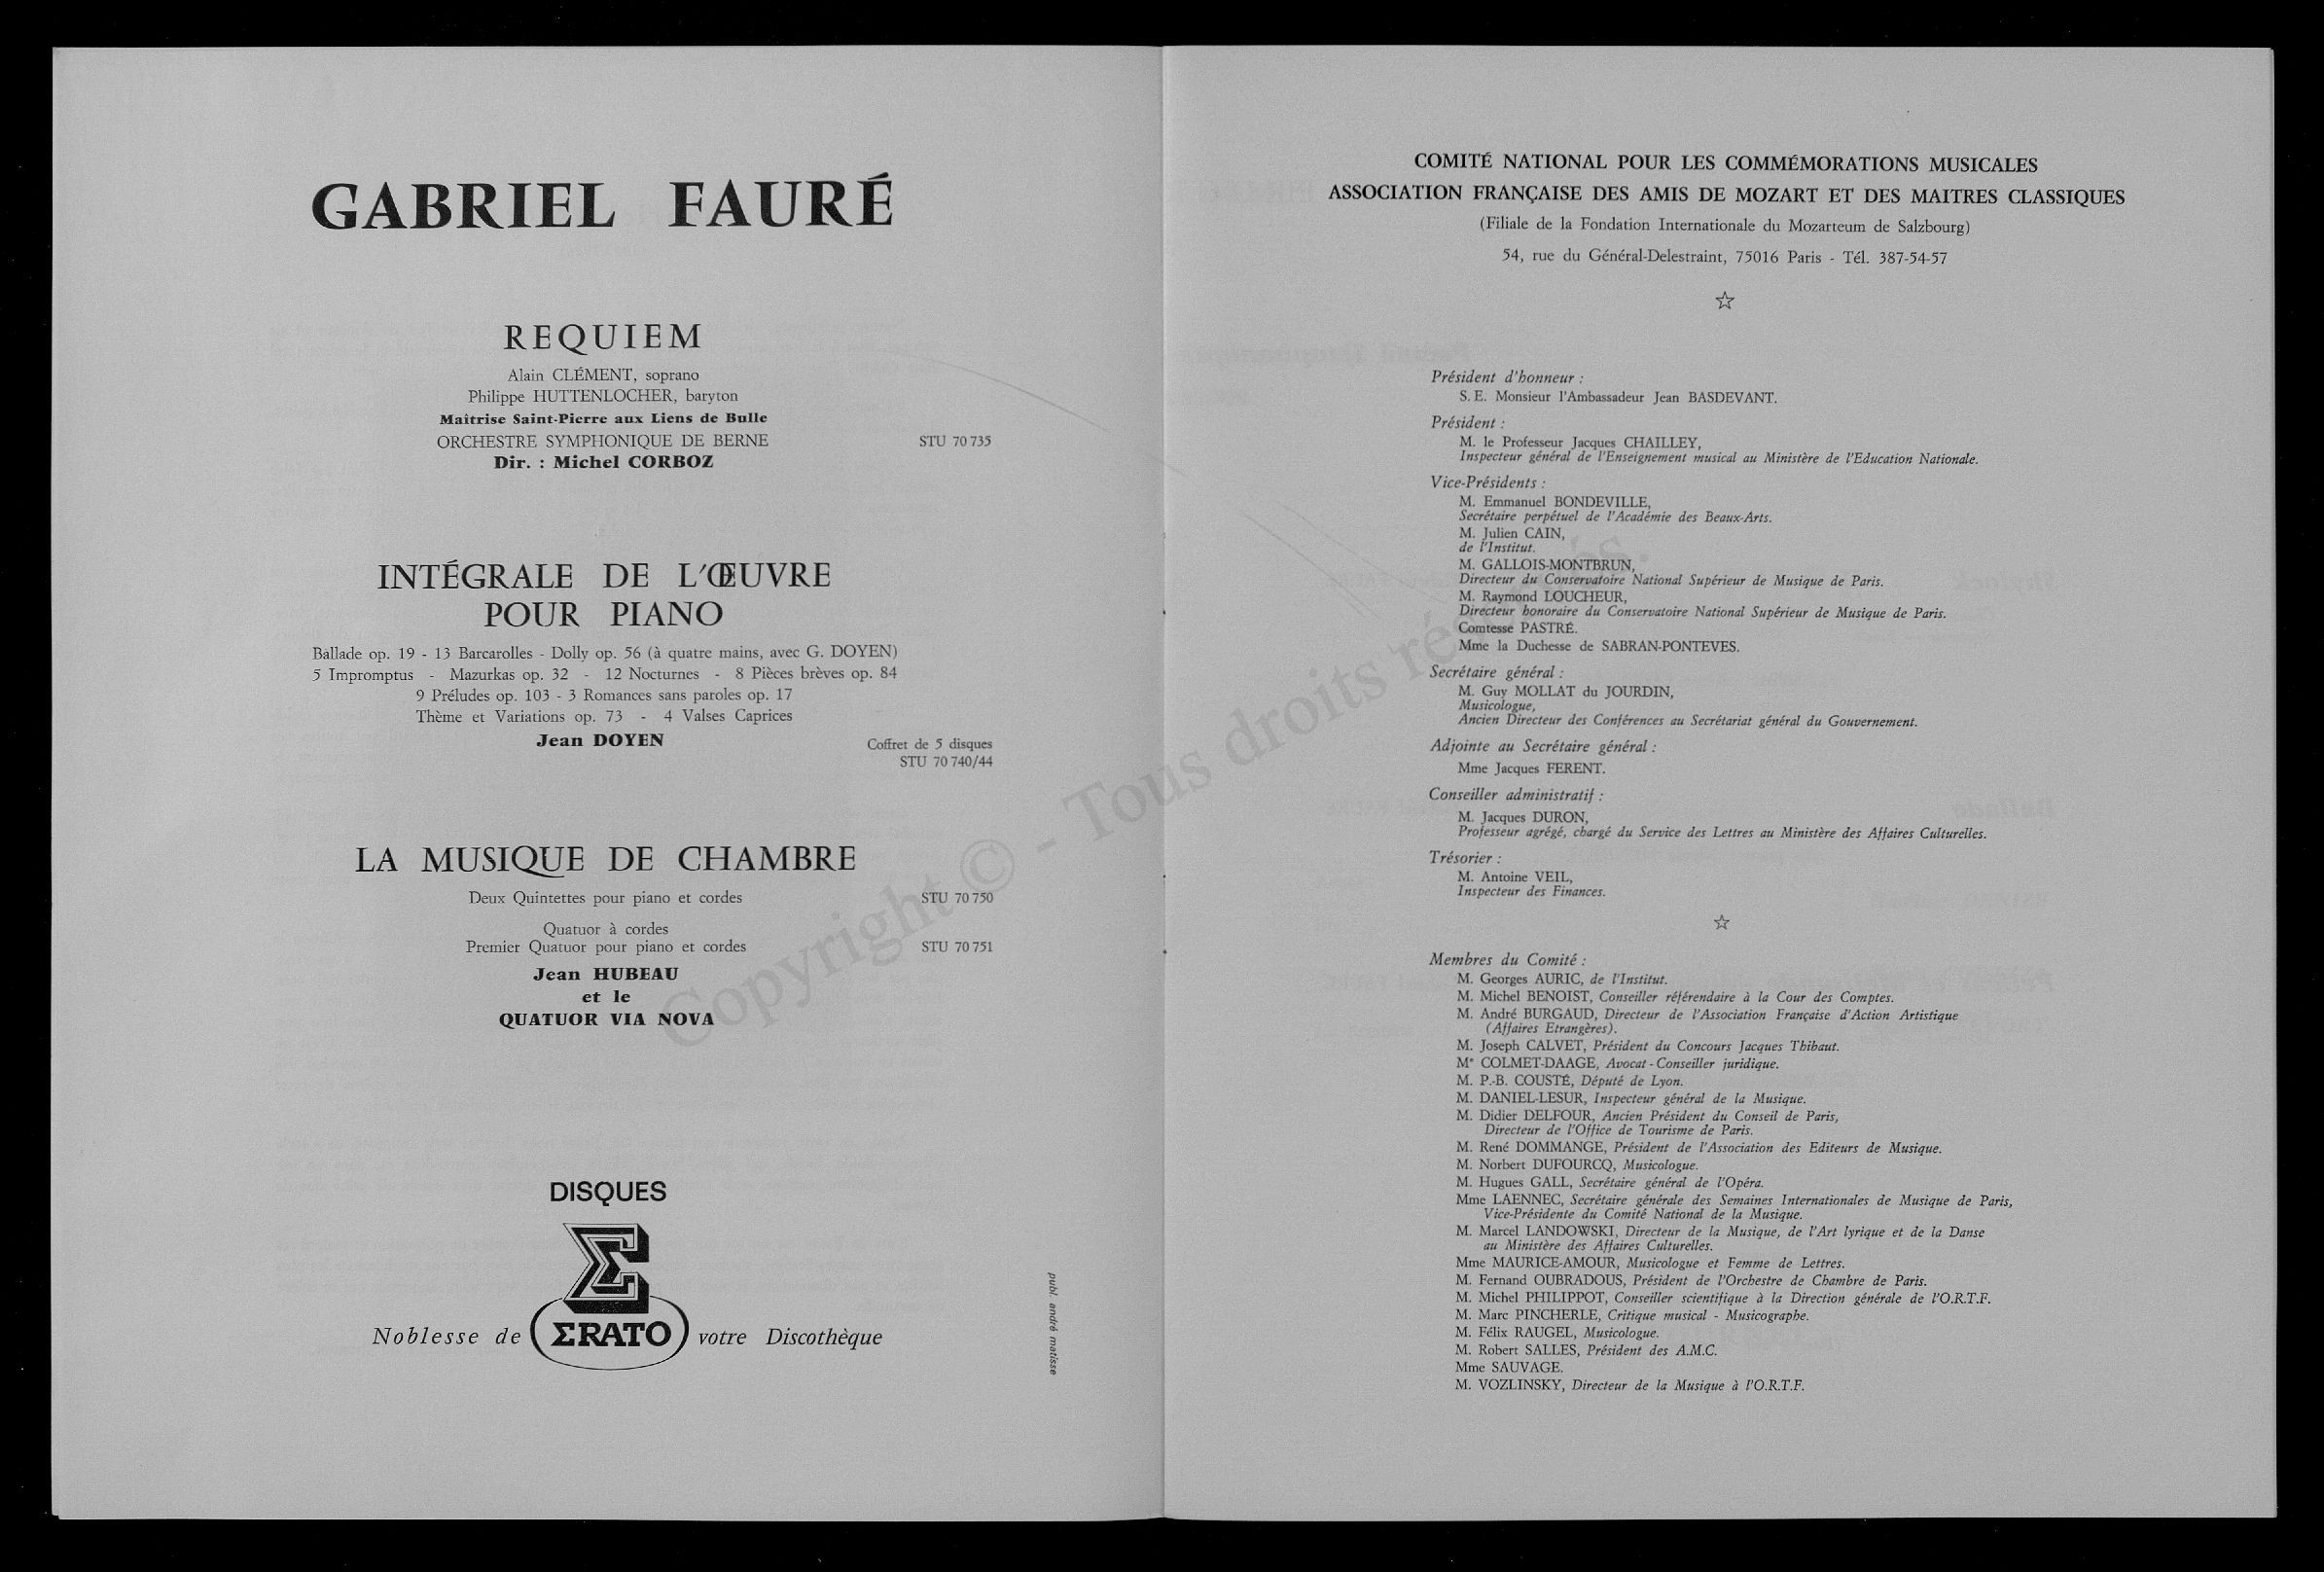 GABRIEL FAURÉ
REQUIEM
Alain CLÉMENT, soprano
Philippe HUTTENLOCHER, baryton
Maîtrise Saint-Pierre aux Liens de Bulle
ORCHESTRE SYMPHONIQUE DE BERNE STU 70 735
Dir. : Michel CORBOZ
INTÉGRALE DE L'ŒUVRE
POUR PIANO
Ballade op. 19 - 13 Barcarolles - Dolly op. 56 (à quatre mains, avec G. DOYEN)
5 Impromptus - Mazurkas op. 32 - 12 Nocturnes - 8 Pièces brèves op. 84
9 Préludes op. 103 - 3 Romances sans paroles op. 17
Thème et Variations op. 73 - 4 Valses Caprices
Jean DOYEN
Coffret de 5 disques
STU 70 740/44
LA MUSIQUE DE CHAMBRE
Deux Quintettes pour piano et cordes STU 70 750
Quatuor à cordes
Premier Quatuor pour piano et cordes STU 70 751
Jean HUBEAU
et le
QUATUOR VIA NOVA
DISQUES
Noblesse de ΣRATO votre Discothèque
publ. andré matisse
COMITÉ NATIONAL POUR LES COMMÉMORATIONS MUSICALES
ASSOCIATION FRANÇAISE DES AMIS DE MOZART ET DES MAITRES CLASSIQUES
(Filiale de la Fondation Internationale du Mozarteum de Salzbourg)
54, rue du Général-Delestraint, 75016 Paris - Tél. 387-54-57
☆
Président d'honneur :
S. E. Monsieur l'Ambassadeur Jean BASDEVANT.
Président :
M. le Professeur Jacques CHAILLEY,
Inspecteur général de l'Enseignement musical au Ministère de l'Education Nationale.
Vice-Présidents :
M. Emmanuel BONDEVILLE,
Secrétaire perpétuel de l'Académie des Beaux-Arts.
M. Julien CAIN,
de l'Institut.
M. GALLOIS-MONTBRUN,
Directeur du Conservatoire National Supérieur de Musique de Paris.
M. Raymond LOUCHEUR,
Directeur honoraire du Conservatoire National Supérieur de Musique de Paris.
Comtesse PASTRÉ.
Mme la Duchesse de SABRAN-PONTEVES.
Secrétaire général :
M. Guy MOLLAT du JOURDIN,
Musicologue,
Ancien Directeur des Conférences au Secrétariat général du Gouvernement.
Adjointe au Secrétaire général :
Mme Jacques FERENT.
Conseiller administratif :
M. Jacques DURON,
Professeur agrégé, chargé du Service des Lettres au Ministère des Affaires Culturelles.
Trésorier :
M. Antoine VEIL,
Inspecteur des Finances.
☆
Membres du Comité :
M. Georges AURIC, de l'Institut.
M. Michel BENOIST, Conseiller référendaire à la Cour des Comptes.
M. André BURGAUD, Directeur de l'Association Française d'Action Artistique
(Affaires Etrangères).
M. Joseph CALVET, Président du Concours Jacques Thibaut.
Mᵉ COLMET-DAAGE, Avocat - Conseiller juridique.
M. P.-B. COUSTÉ, Député de Lyon.
M. DANIEL-LESUR, Inspecteur général de la Musique.
M. Didier DELFOUR, Ancien Président du Conseil de Paris,
Directeur de l'Office de Tourisme de Paris.
M. René DOMMANGE, Président de l'Association des Editeurs de Musique.
M. Norbert DUFOURCQ, Musicologue.
M. Hugues GALL, Secrétaire général de l'Opéra.
Mme LAENNEC, Secrétaire générale des Semaines Internationales de Musique de Paris,
Vice-Présidente du Comité National de la Musique.
M. Marcel LANDOWSKI, Directeur de la Musique, de l'Art lyrique et de la Danse
au Ministère des Affaires Culturelles.
Mme MAURICE-AMOUR, Musicologue et Femme de Lettres.
M. Fernand OUBRADOUS, Président de l'Orchestre de Chambre de Paris.
M. Michel PHILIPPOT, Conseiller scientifique à la Direction générale de l'O.R.T.F.
M. Marc PINCHERLE, Critique musical - Musicographe.
M. Félix RAUGEL, Musicologue.
M. Robert SALLES, Président des A.M.C.
Mme SAUVAGE.
M. VOZLINSKY, Directeur de la Musique à l'O.R.T.F.
Copyright © - Tous droits réservés.